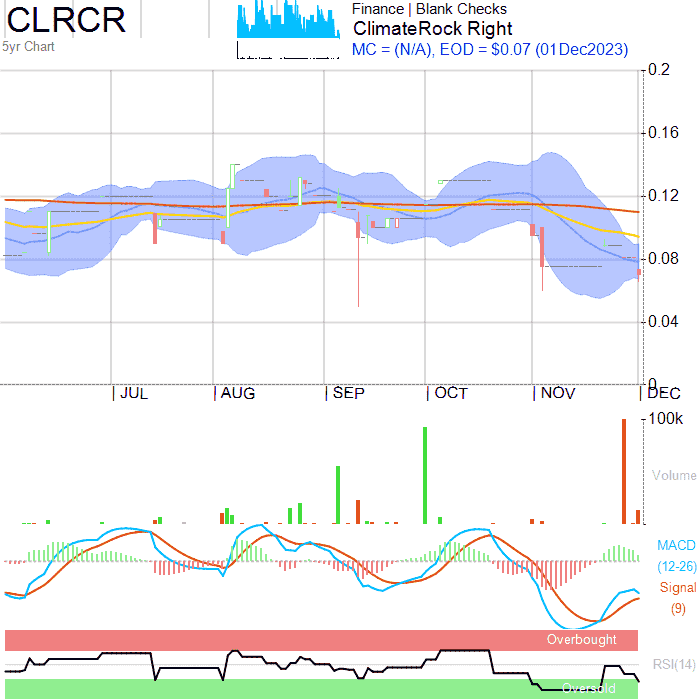 CLRCR
5yr Chart
Finance | Blank Checks
ClimateRock Right
MC = (N/A), EOD = $0.07 (01Dec2023)
0.2
0.16
0.12
0.08
0.04
0
JUL AUG SEP OCT NOV DEC
100k
Volume
MACD
(12-26)
Signal
(9)
Overbought
RSI(14)
Oversold